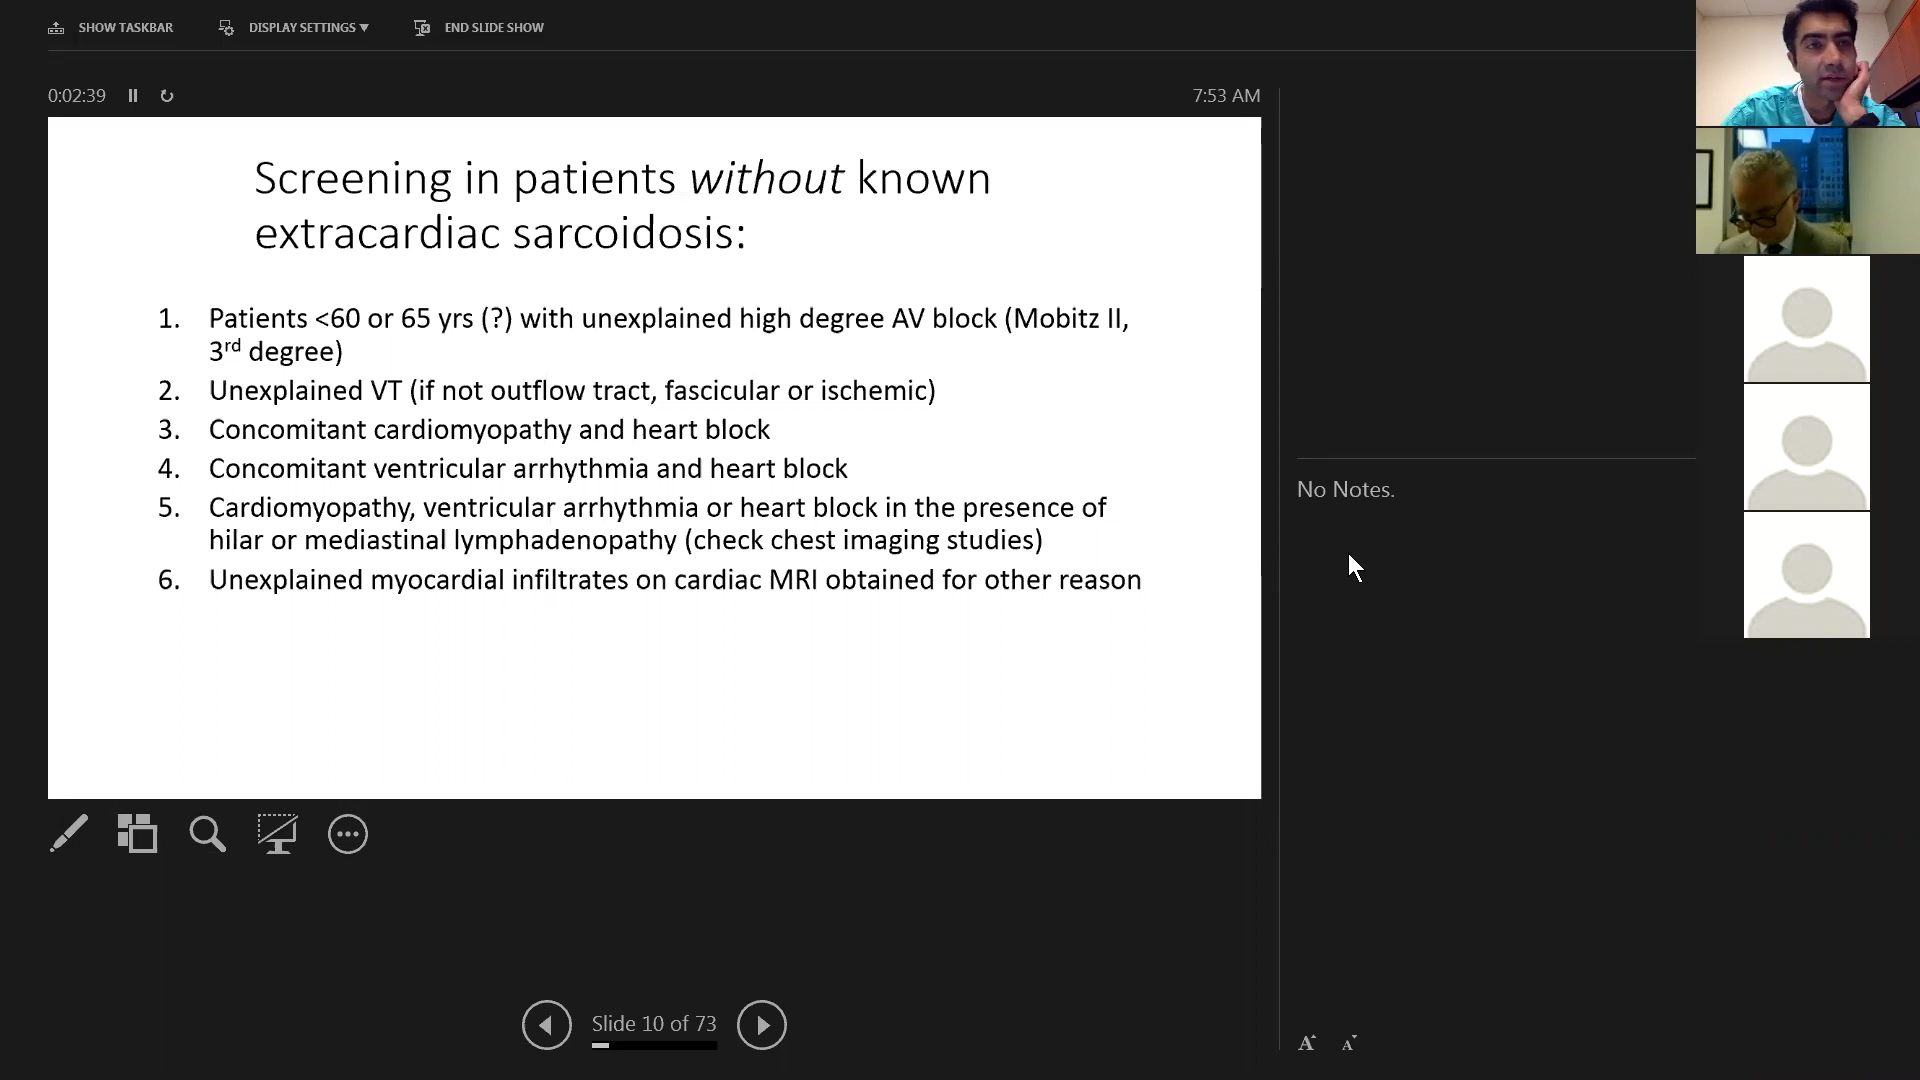 SHOW TASKBAR
DISPLAY SETTINGS ▾
END SLIDE SHOW
0:02:39
7:53 AM
Screening in patients without known
extracardiac sarcoidosis:
1. Patients <60 or 65 yrs (?) with unexplained high degree AV block (Mobitz II,
3rd degree)
2. Unexplained VT (if not outflow tract, fascicular or ischemic)
3. Concomitant cardiomyopathy and heart block
4. Concomitant ventricular arrhythmia and heart block
5. Cardiomyopathy, ventricular arrhythmia or heart block in the presence of
hilar or mediastinal lymphadenopathy (check chest imaging studies)
6. Unexplained myocardial infiltrates on cardiac MRI obtained for other reason
No Notes.
Slide 10 of 73
A A